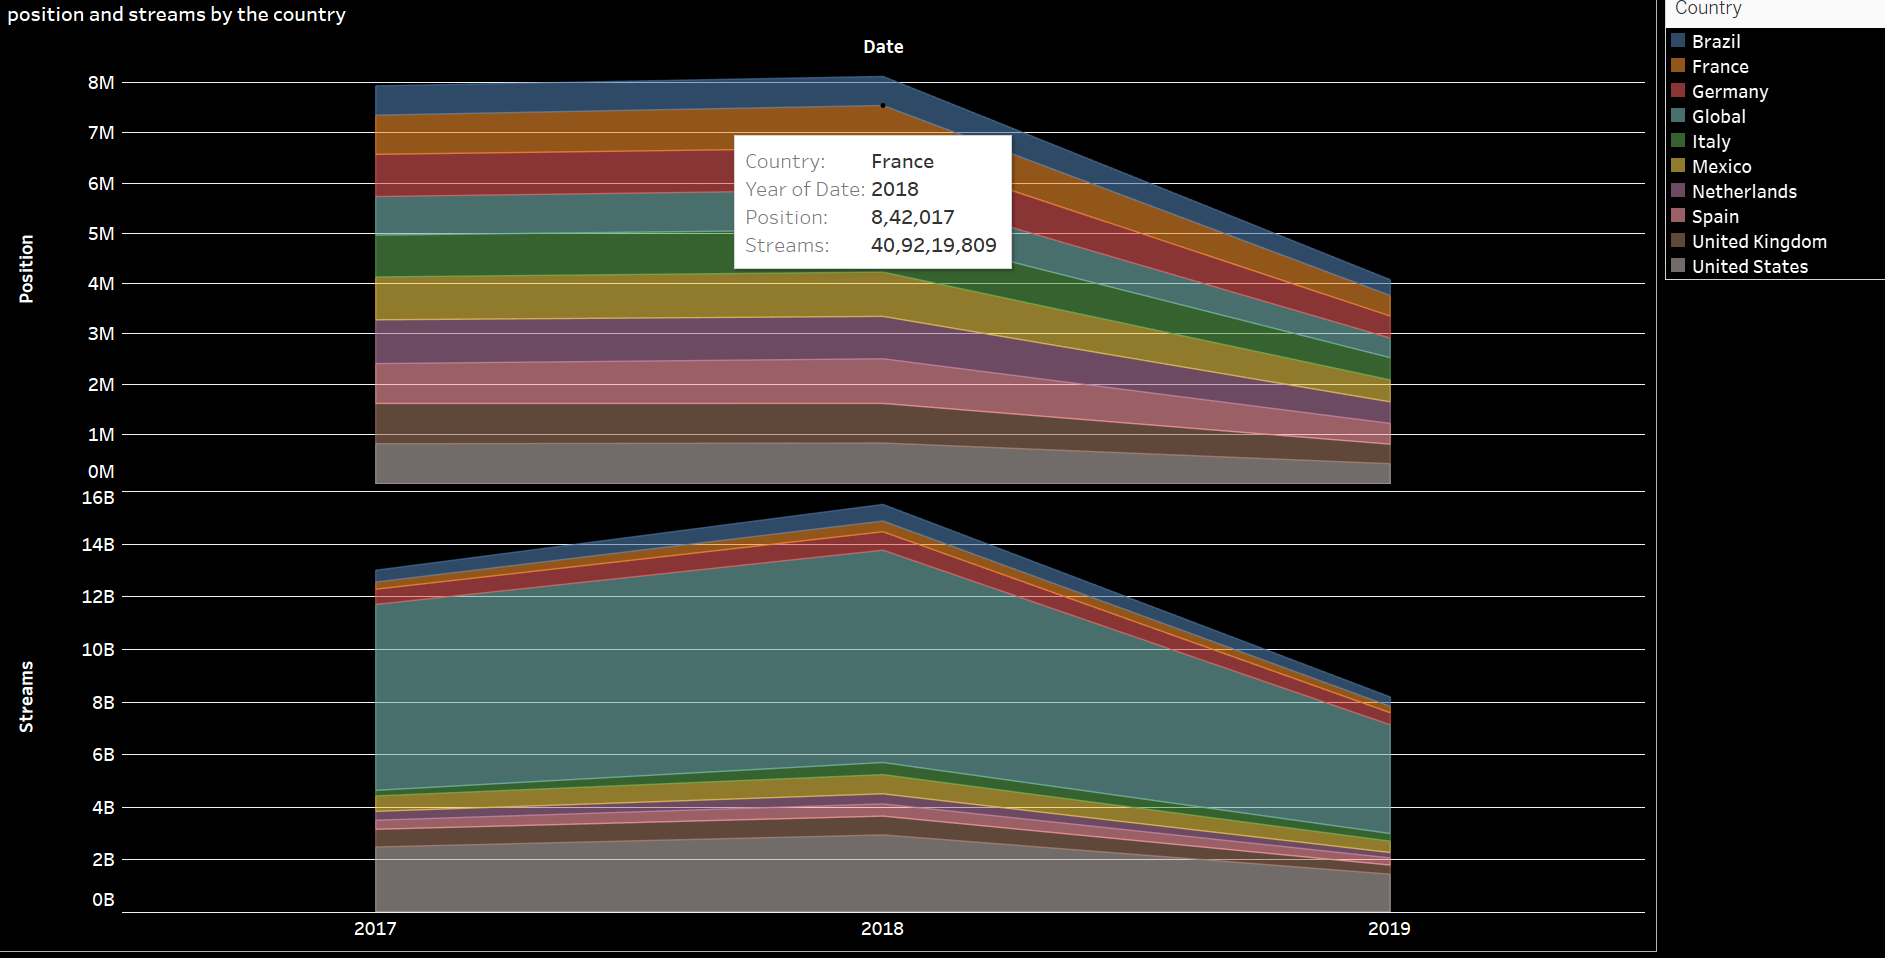 position and streams by the country
Date
Position
8M
7M
6M
5M
4M
3M
2M
1M
0M
Country: France
Year of Date: 2018
Position: 8,42,017
Streams: 40,92,19,809
Streams
16B
14B
12B
10B
8B
6B
4B
2B
0B
2017 2018 2019
Country
Brazil
France
Germany
Global
Italy
Mexico
Netherlands
Spain
United Kingdom
United States